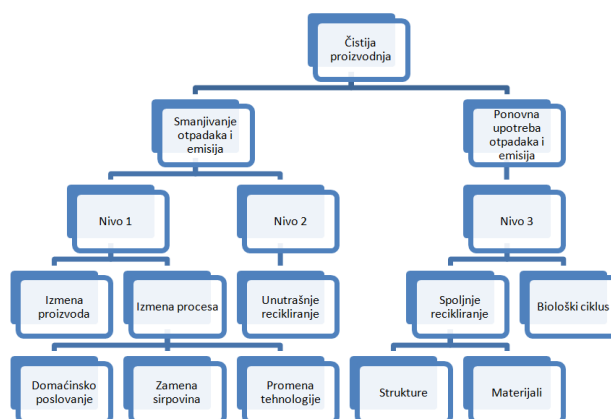 Čistija
proizvodnja
Smanjivanje
otpadaka i
emisija
Ponovna
upotreba
otpadaka i
emisija
Nivo 1
Nivo 2
Nivo 3
Izmena
proizvoda
Izmena procesa
Unutrašnje
recikliranje
Spoljnje
recikliranje
Biološki ciklus
Domaćinsko
poslovanje
Zamena
sirpovina
Promena
tehnologije
Strukture
Materijali